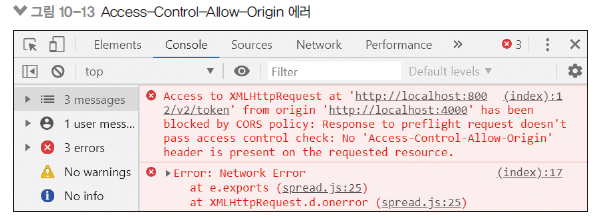 그림 10-13 Access-Control-Allow-Origin 에러
Elements Console Sources Network Performance » 3
top Filter Default levels
3 messages
1 user mess...
3 errors
No warnings
No info
Access to XMLHttpRequest at 'http://localhost:800 (index):1
2/v2/token' from origin 'http://localhost:4000' has been
blocked by CORS policy: Response to preflight request doesn't
pass access control check: No 'Access-Control-Allow-Origin'
header is present on the requested resource.
Error: Network Error (index):17
at e.exports (spread.js:25)
at XMLHttpRequest.d.onerror (spread.js:25)